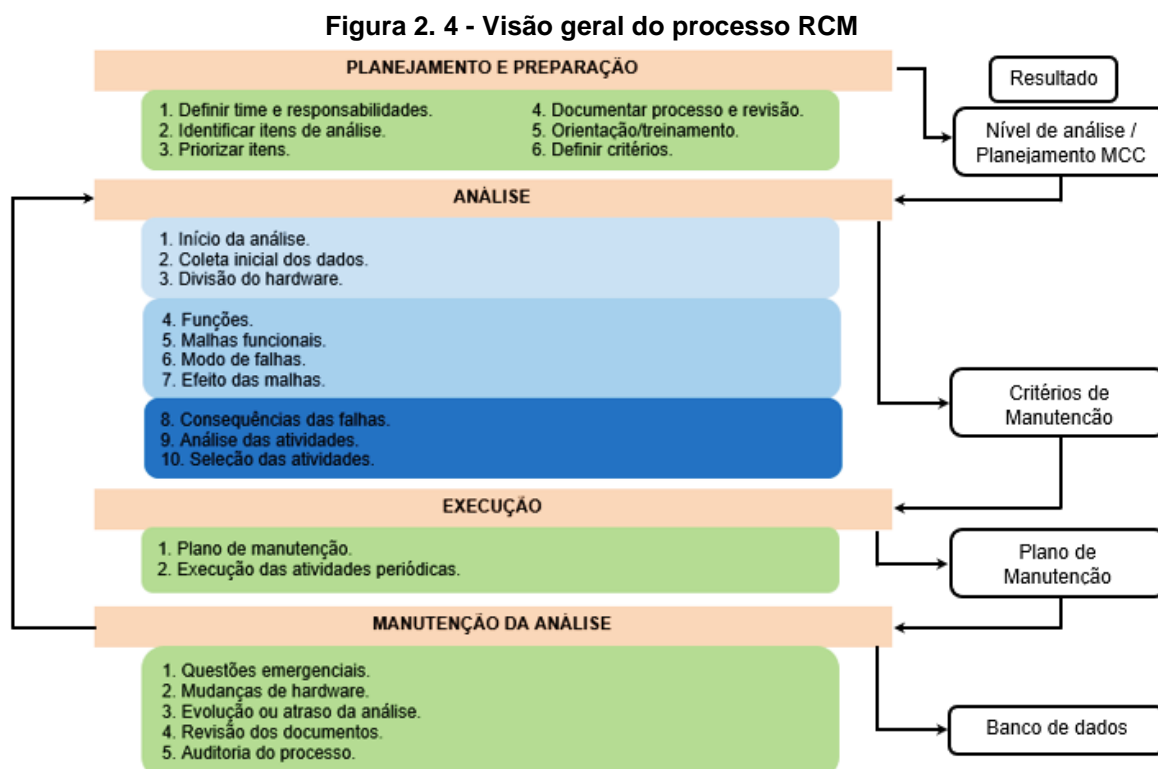 Figura 2. 4 - Visão geral do processo RCM
PLANEJAMENTO E PREPARAÇÃO
Resultado
1. Definir time e responsabilidades.
2. Identificar itens de análise.
3. Priorizar itens.
4. Documentar processo e revisão.
5. Orientação/treinamento.
6. Definir critérios.
Nível de análise /
Planejamento MCC
ANÀLISE
1. Início da análise.
2. Coleta inicial dos dados.
3. Divisão do hardware.
4. Funções.
5. Malhas funcionais.
6. Modo de falhas.
7. Efeito das malhas.
8. Consequências das falhas.
9. Análise das atividades.
10. Seleção das atividades.
Critérios de
Manutenção
EXECUÇÃO
1. Plano de manutenção.
2. Execução das atividades periódicas.
Plano de
Manutenção
MANUTENÇÃO DA ANÀLISE
1. Questões emergenciais.
2. Mudanças de hardware.
3. Evolução ou atraso da análise.
4. Revisão dos documentos.
5. Auditoria do processo.
Banco de dados